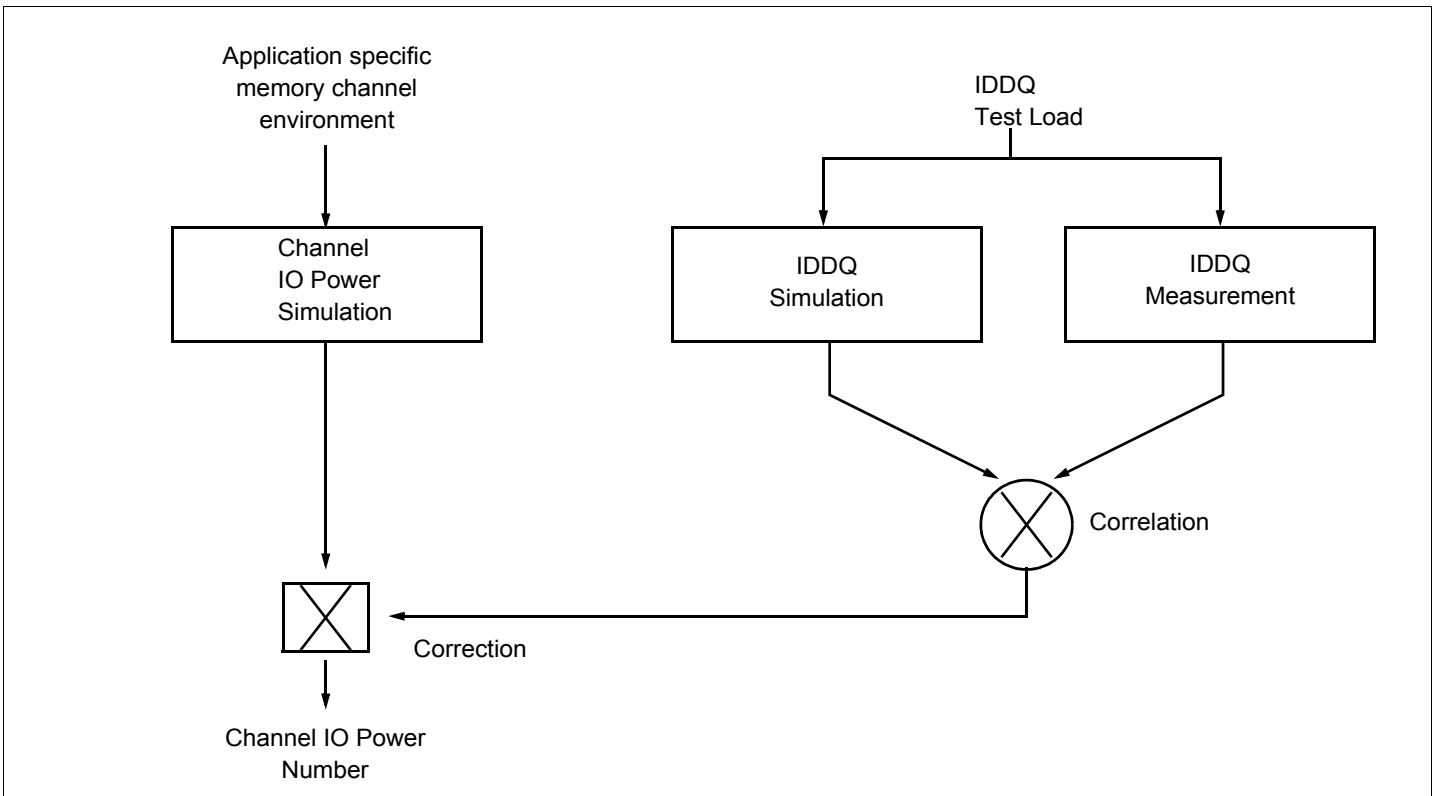 Application specific
memory channel
environment
IDDQ
Test Load
Channel
IO Power
Simulation
IDDQ
Simulation
IDDQ
Measurement
Correlation
Correction
Channel IO Power
Number